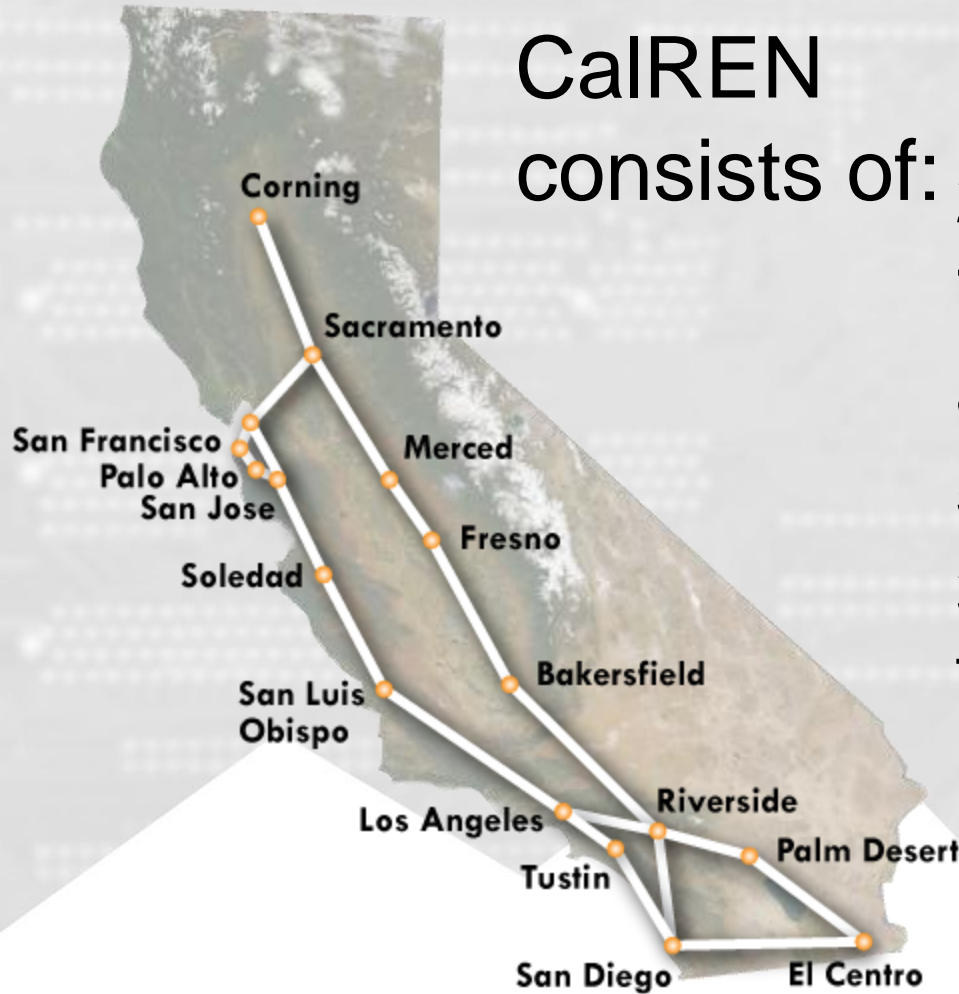 CalREN
consists of:
Corning
Sacramento
San Francisco
Merced
Palo Alto
San Jose
Fresno
Soledad
Bakersfield
San Luis
Obispo
Riverside
Los Angeles
Palm Desert
Tustin
San Diego
El Centro